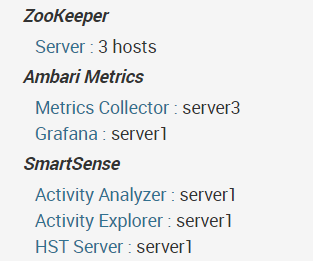 ZooKeeper
Server : 3 hosts
Ambari Metrics
Metrics Collector : server3
Grafana : server1
SmartSense
Activity Analyzer : server1
Activity Explorer : server1
HST Server : server1